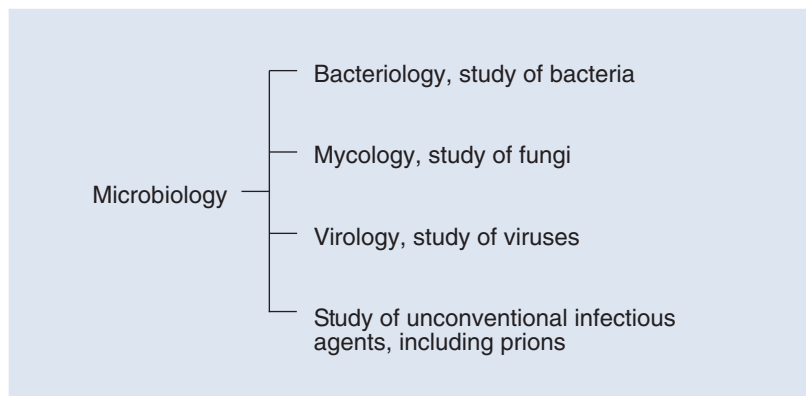 Bacteriology, study of bacteria
Mycology, study of fungi
Microbiology
Virology, study of viruses
Study of unconventional infectious
agents, including prions